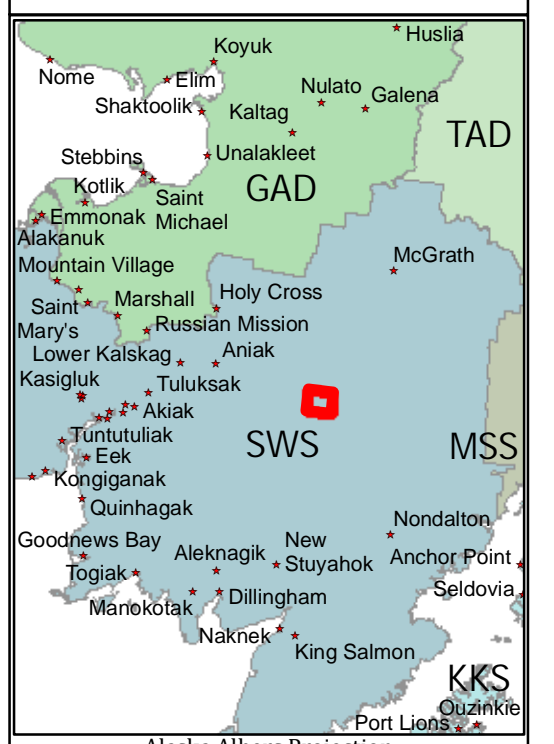 Huslia
Koyuk
Nome
Elim
Nulato
Galena
Shaktoolik
Kaltag
TAD
Stebbins
Unalakleet
Kotlik
GAD
Saint
Michael
Emmonak
Alakanuk
McGrath
Mountain Village
Holy Cross
Saint
Mary's
Marshall
Russian Mission
Lower Kalskag
Aniak
Kasigluk
Tuluksak
Akiak
Tuntutuliak
SWS
MSS
Eek
Kongiganak
Quinhagak
Nondalton
Goodnews Bay
New
Stuyahok
Aleknagik
Anchor Point
Togiak
Seldovia
Manokotak
Dillingham
Naknek
King Salmon
KKS
Ouzinkie
Port Lions
Alaska Albers Projection